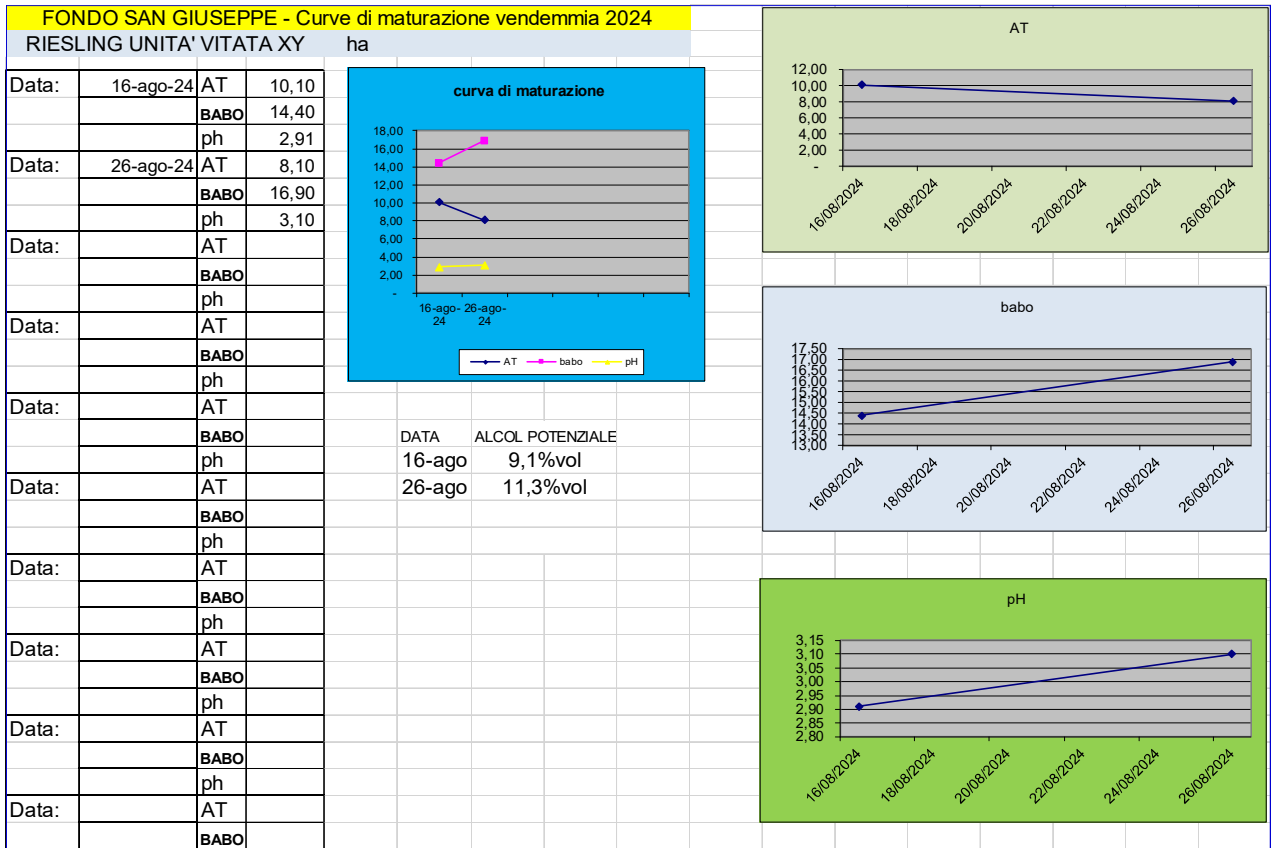 FONDO SAN GIUSEPPE - Curve di maturazione vendemmia 2024
RIESLING UNITA' VITATA XY ha
Data: 16-ago-24 AT 10,10
BABO 14,40
ph 2,91
Data: 26-ago-24 AT 8,10
BABO 16,90
ph 3,10
Data: AT
BABO
ph
Data: AT
BABO
ph
Data: AT
BABO
ph
Data: AT
BABO
ph
Data: AT
BABO
ph
Data: AT
BABO
ph
Data: AT
BABO
ph
Data: AT
BABO
curva di maturazione
18,00
16,00
14,00
12,00
10,00
8,00
6,00
4,00
2,00
-
16-ago-24 26-ago-24
AT babo pH
DATA ALCOL POTENZIALE
16-ago 9,1%vol
26-ago 11,3%vol
AT
12,00
10,00
8,00
6,00
4,00
2,00
-
16/08/2024 18/08/2024 20/08/2024 22/08/2024 24/08/2024 26/08/2024
babo
17,50
17,00
16,50
16,00
15,50
15,00
14,50
14,00
13,50
13,00
16/08/2024 18/08/2024 20/08/2024 22/08/2024 24/08/2024 26/08/2024
pH
3,15
3,10
3,05
3,00
2,95
2,90
2,85
2,80
16/08/2024 18/08/2024 20/08/2024 22/08/2024 24/08/2024 26/08/2024